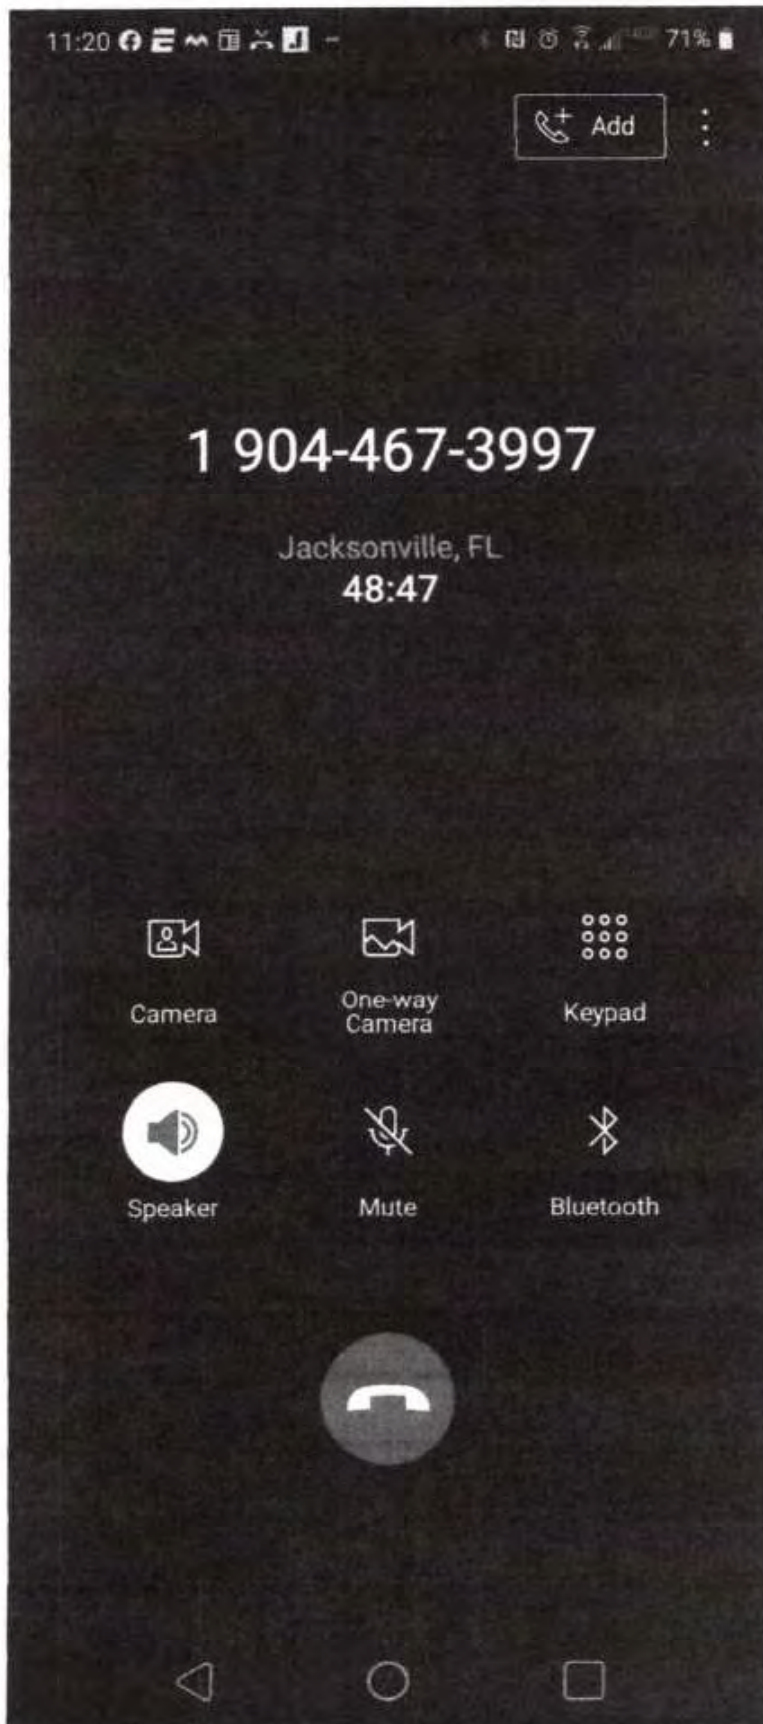 11:20
71%
Add
1 904-467-3997
Jacksonville, FL
48:47
Camera
One-way
Camera
Keypad
Speaker
Mute
Bluetooth